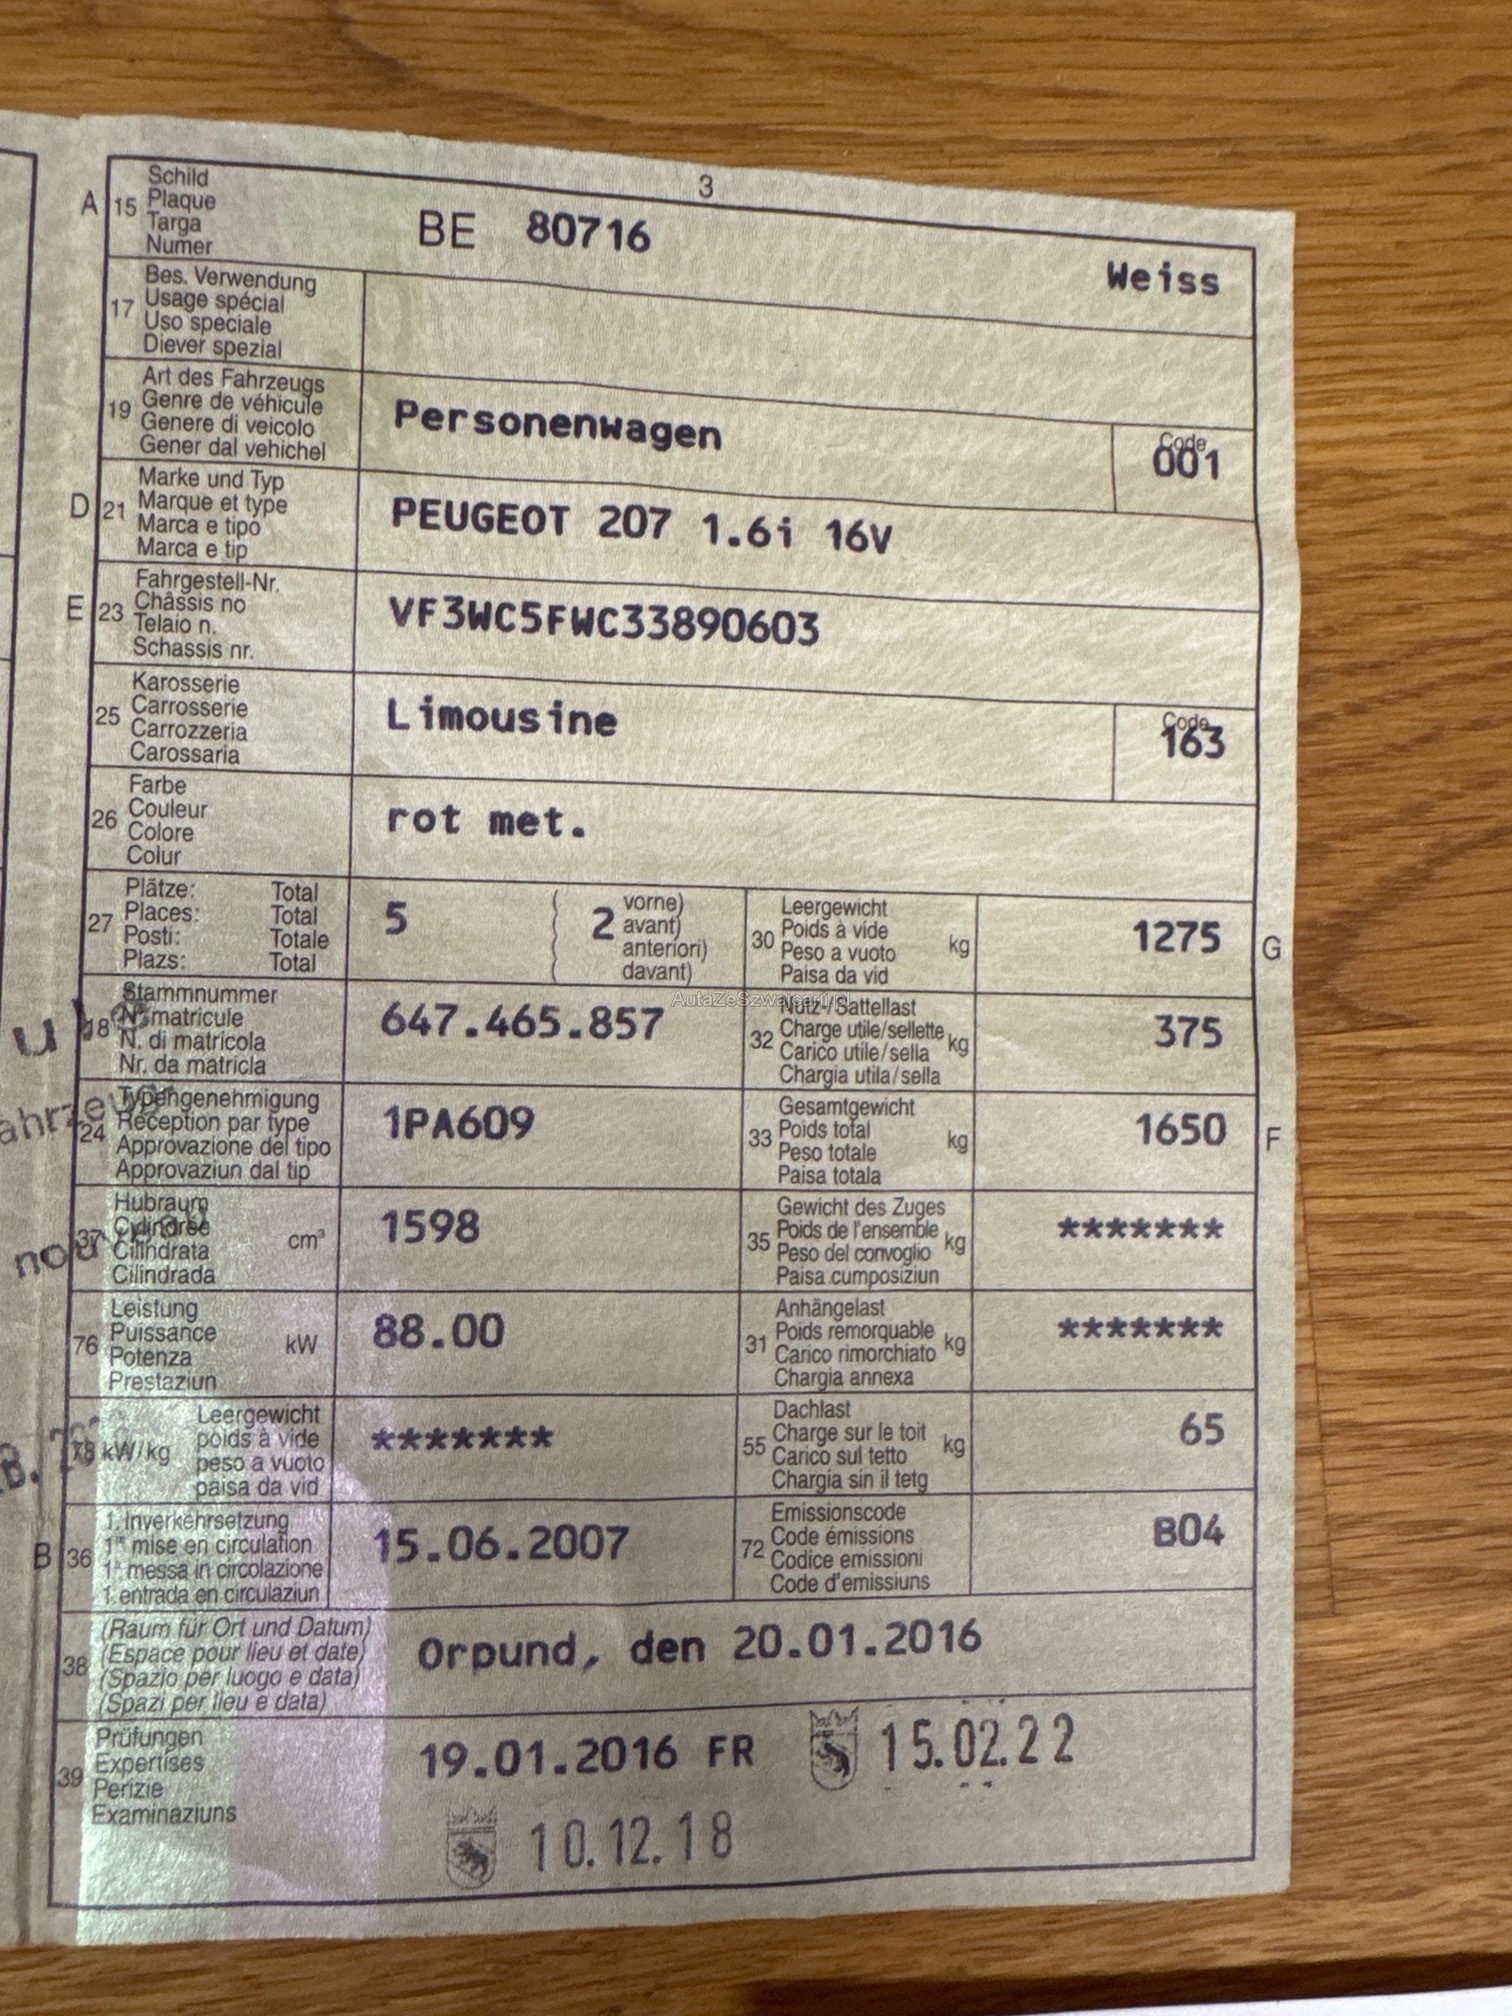 3
A 15 Schild
Plaque
Targa
Numer
BE 80716
Weiss
17 Bes. Verwendung
Usage spécial
Uso speciale
Diever spezial
19 Art des Fahrzeugs
Genre de véhicule
Genere di veicolo
Gener dal vehichel
Personenwagen
Code
001
D 21 Marke und Typ
Marque et type
Marca e tipo
Marca e tip
PEUGEOT 207 1.6i 16V
E 23 Fahrgestell-Nr.
Châssis no
Telaio n.
Schassis nr.
VF3WC5FWC33890603
25 Karosserie
Carrosserie
Carrozzeria
Carossaria
Limousine
Code
163
26 Farbe
Couleur
Colore
Colur
rot met.
27 Plätze: Total
Places: Total
Posti: Totale
Plazs: Total
5
( 2 vorne)
( avant)
( anteriori)
( davant)
30 Leergewicht
Poids à vide
Peso a vuoto
Paisa da vid
kg
1275
G
18 Stammnummer
N° matricule
N. di matricola
Nr. da matricla
647.465.857
AutaZeSzwajcarii.pl
32 Nutz-/Sattellast
Charge utile/sellette
Carico utile/sella
Chargia utila/sella
kg
375
24 Typengenehmigung
Réception par type
Approvazione del tipo
Approvaziun dal tip
1PA609
33 Gesamtgewicht
Poids total
Peso totale
Paisa totala
kg
1650
F
37 Hubraum
Cylindrée
Cilindrata
Cilindrada
cm³
1598
35 Gewicht des Zuges
Poids de l'ensemble
Peso del convoglio
Paisa cumposiziun
kg
*******
76 Leistung
Puissance
Potenza
Prestaziun
kW
88.00
31 Anhängelast
Poids remorquable
Carico rimorchiato
Chargia annexa
kg
*******
78 kW/kg
Leergewicht
poids à vide
peso a vuoto
paisa da vid
*******
55 Dachlast
Charge sur le toit
Carico sul tetto
Chargia sin il tetg
kg
65
B 36 1. Inverkehrsetzung
1re mise en circulation
1a messa in circolazione
1. entrada en circulaziun
15.06.2007
72 Emissionscode
Code émissions
Codice emissioni
Code d'emissiuns
B04
38 (Raum für Ort und Datum)
(Espace pour lieu et date)
(Spazio per luogo e data)
(Spazi per lieu e data)
Orpund, den 20.01.2016
39 Prüfungen
Expertises
Perizie
Examinaziuns
19.01.2016 FR
15.02.22
10.12.18